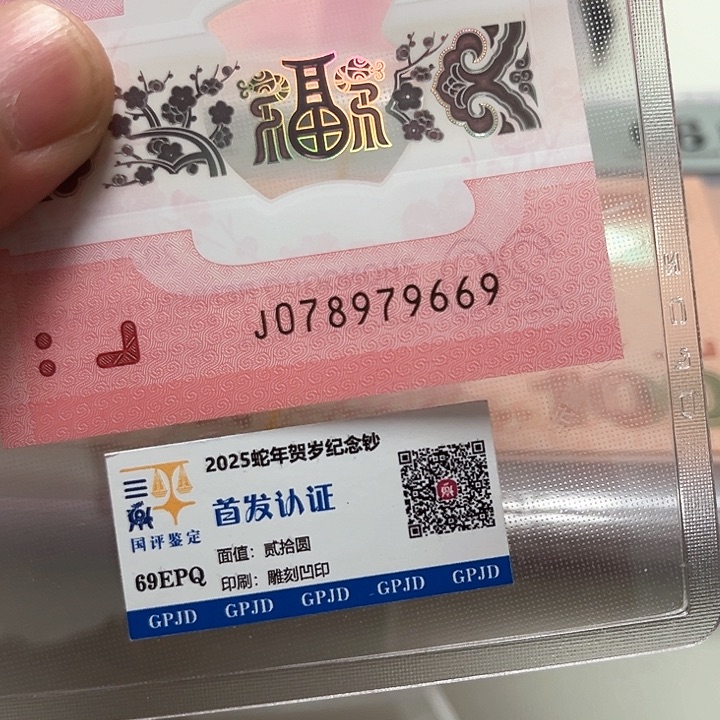 福
J078979669
2025蛇年贺岁纪念钞
首发认证
国评鉴定
面值：贰拾圆
69EPQ
印刷：雕刻凹印
GPJD GPJD GPJD GPJD GPJD